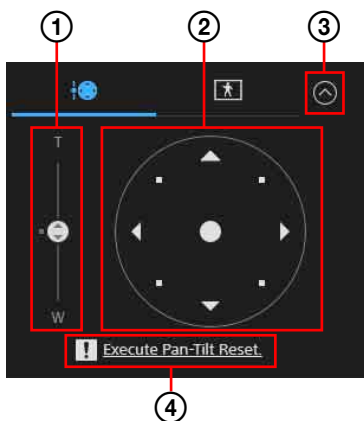 ① ② ③
T
W
! Execute Pan-Tilt Reset.
④